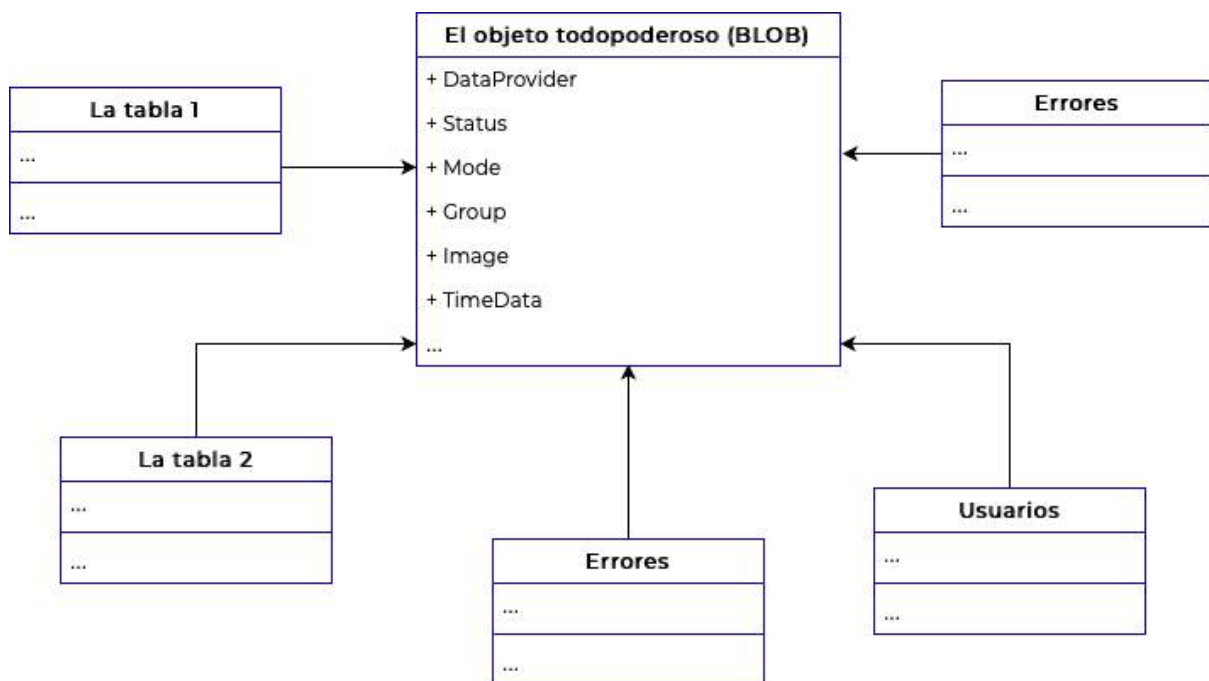 El objeto todopoderoso (BLOB)
+ DataProvider
+ Status
+ Mode
+ Group
+ Image
+ TimeData
...
La tabla 1
...
...
Errores
...
...
La tabla 2
...
...
Errores
...
...
Usuarios
...
...